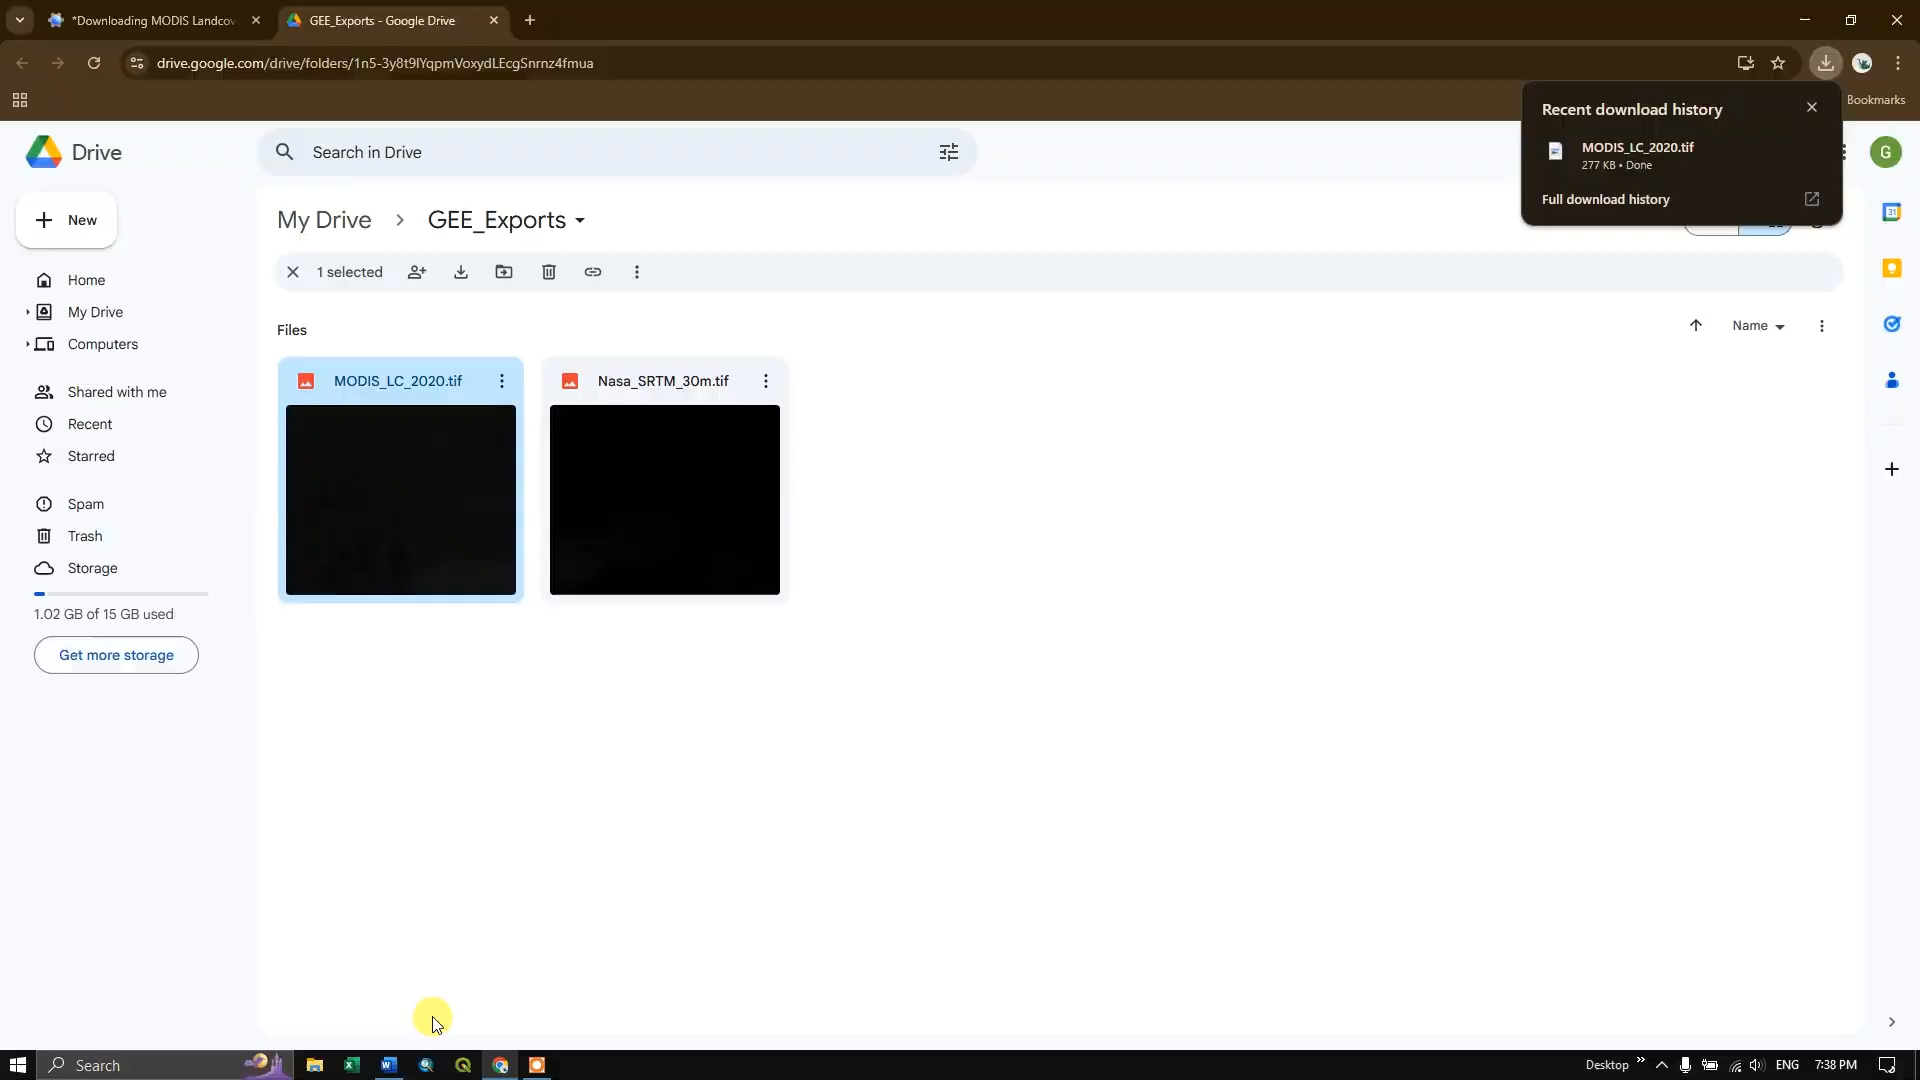 *Downloading MODIS Landcov
GEE_Exports - Google Drive
drive.google.com/drive/folders/1n5-3y8t9lYqpmVoxydLEcgSnrnz4fmua
Bookmarks
Recent download history
MODIS_LC_2020.tif
277 KB • Done
Full download history
Drive
Search in Drive
G
New
My Drive
GEE_Exports
1 selected
Home
My Drive
Computers
Shared with me
Recent
Starred
Spam
Trash
Storage
1.02 GB of 15 GB used
Get more storage
Files
Name
MODIS_LC_2020.tif
Nasa_SRTM_30m.tif
31
Search
Desktop
ENG
7:38 PM